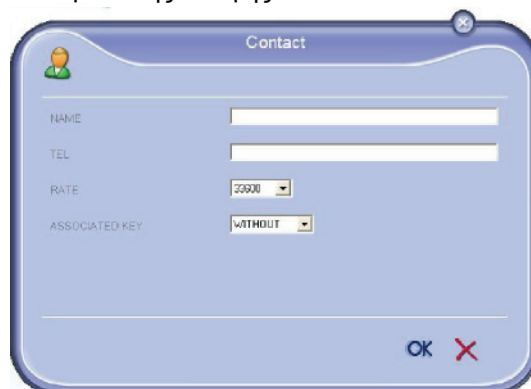 Contact
NAME
TEL
RATE 33600
ASSOCIATED KEY WITHOUT
OK